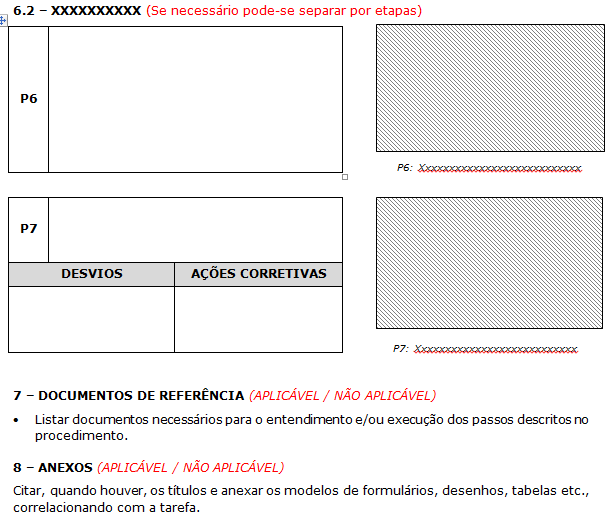 6.2 – XXXXXXXXXX (Se necessário pode-se separar por etapas)
P6
P6: Xxxxxxxxxxxxxxxxxxxxxxxxxxx
P7
DESVIOS
AÇÕES CORRETIVAS
P7: Xxxxxxxxxxxxxxxxxxxxxxxxxxx
7 – DOCUMENTOS DE REFERÊNCIA (APLICÁVEL / NÃO APLICÁVEL)
• Listar documentos necessários para o entendimento e/ou execução dos passos descritos no
procedimento.
8 – ANEXOS (APLICÁVEL / NÃO APLICÁVEL)
Citar, quando houver, os títulos e anexar os modelos de formulários, desenhos, tabelas etc.,
correlacionando com a tarefa.